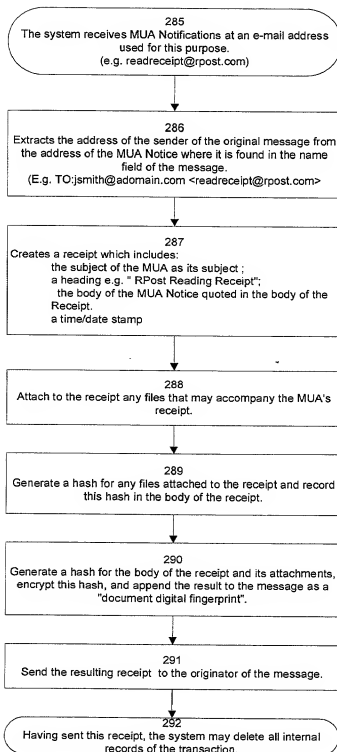 285
The system receives MUA Notifications at an e-mail address
used for this purpose.
(e.g. readreceipt@rpost.com)
286
Extracts the address of the sender of the original message from
the address of the MUA Notice where it is found in the name
field of the message.
(E.g. TO:jsmith@adomain.com <readreceipt@rpost.com>
287
Creates a receipt which includes:
the subject of the MUA as its subject ;
a heading e.g. " RPost Reading Receipt";
the body of the MUA Notice quoted in the body of the
Receipt.
a time/date stamp
288
Attach to the receipt any files that may accompany the MUA's
receipt.
289
Generate a hash for any files attached to the receipt and record
this hash in the body of the receipt.
290
Generate a hash for the body of the receipt and its attachments,
encrypt this hash, and append the result to the message as a
"document digital fingerprint".
291
Send the resulting receipt to the originator of the message.
292
Having sent this receipt, the system may delete all internal
records of the transaction